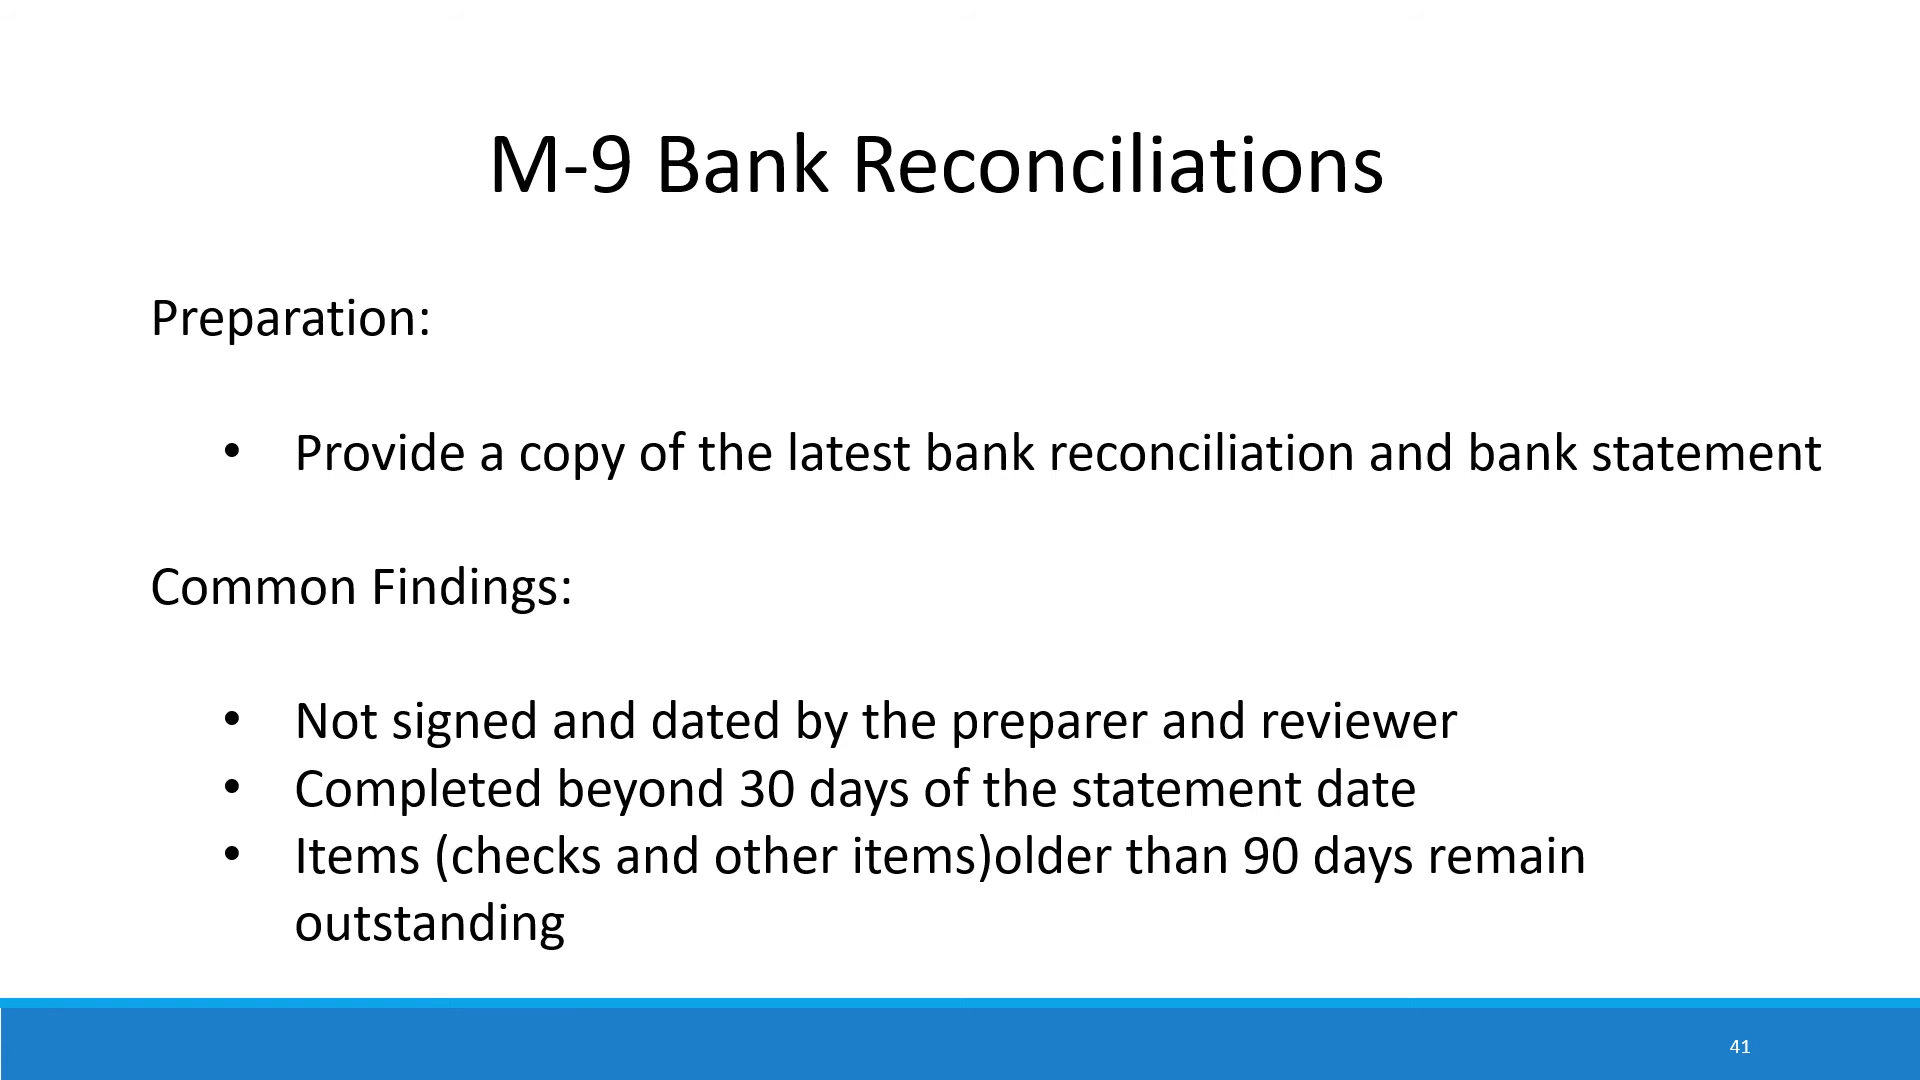 M-9 Bank Reconciliations
Preparation:
• Provide a copy of the latest bank reconciliation and bank statement
Common Findings:
• Not signed and dated by the preparer and reviewer
• Completed beyond 30 days of the statement date
• Items (checks and other items)older than 90 days remain
outstanding
41